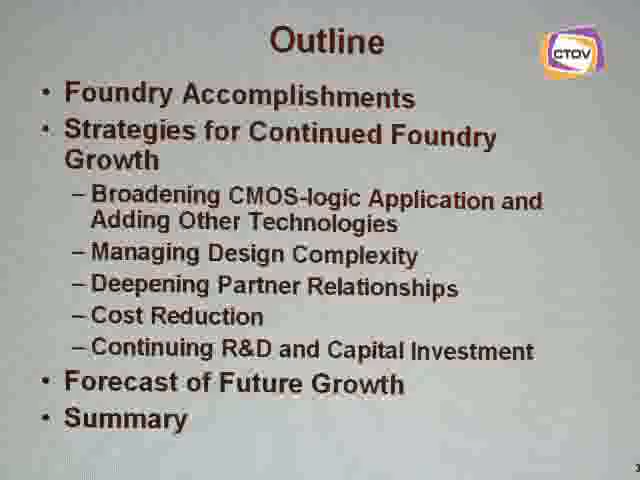 Outline
CTOV
• Foundry Accomplishments
• Strategies for Continued Foundry
Growth
– Broadening CMOS-logic Application and
Adding Other Technologies
– Managing Design Complexity
– Deepening Partner Relationships
– Cost Reduction
– Continuing R&D and Capital Investment
• Forecast of Future Growth
• Summary